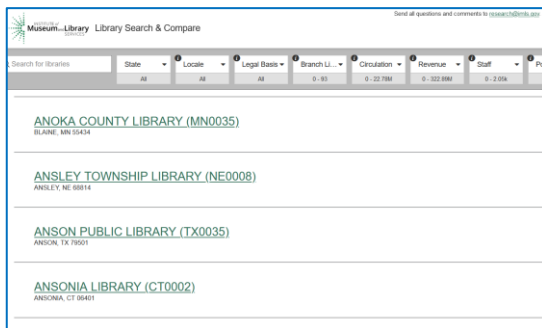 Send all questions and comments to research@imls.gov
INSTITUTE of
Museum and Library
SERVICES
Library Search & Compare
Search for libraries
State Locale Legal Basis Branch Li... Circulation Revenue Staff Po
All All All 0 - 93 0 - 22.78M 0 - 322.89M 0 - 2.05k
ANOKA COUNTY LIBRARY (MN0035)
BLAINE, MN 55434
ANSLEY TOWNSHIP LIBRARY (NE0008)
ANSLEY, NE 68814
ANSON PUBLIC LIBRARY (TX0035)
ANSON, TX 79501
ANSONIA LIBRARY (CT0002)
ANSONIA, CT 06401